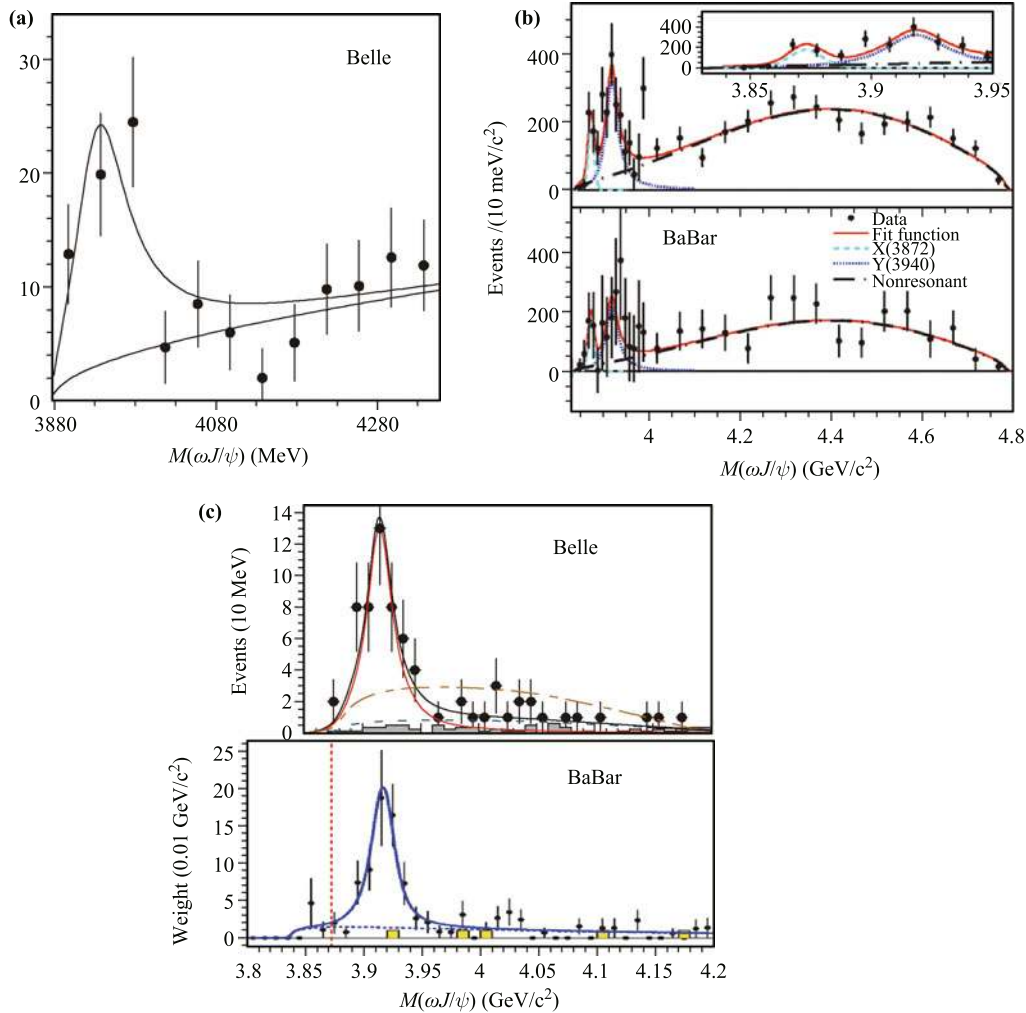 (a)
Belle
30
20
10
0
3880
4080
4280
M(ωJ/ψ) (MeV)
(b)
400
200
0
3.85
3.9
3.95
Events /(10 meV/c²)
400
200
0
BaBar
Data
Fit function
X(3872)
Y(3940)
Nonresonant
400
200
0
4
4.2
4.4
4.6
4.8
M(ωJ/ψ) (GeV/c²)
(c)
Belle
Events (10 MeV)
14
12
10
8
6
4
2
0
BaBar
Weight (0.01 GeV/c²)
25
20
15
10
5
0
3.8
3.85
3.9
3.95
4
4.05
4.1
4.15
4.2
M(ωJ/ψ) (GeV/c²)